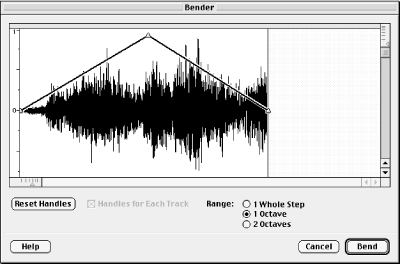 Bender
1
0
Reset Handles
Handles for Each Track
Range:
1 Whole Step
1 Octave
2 Octaves
Help
Cancel
Bend